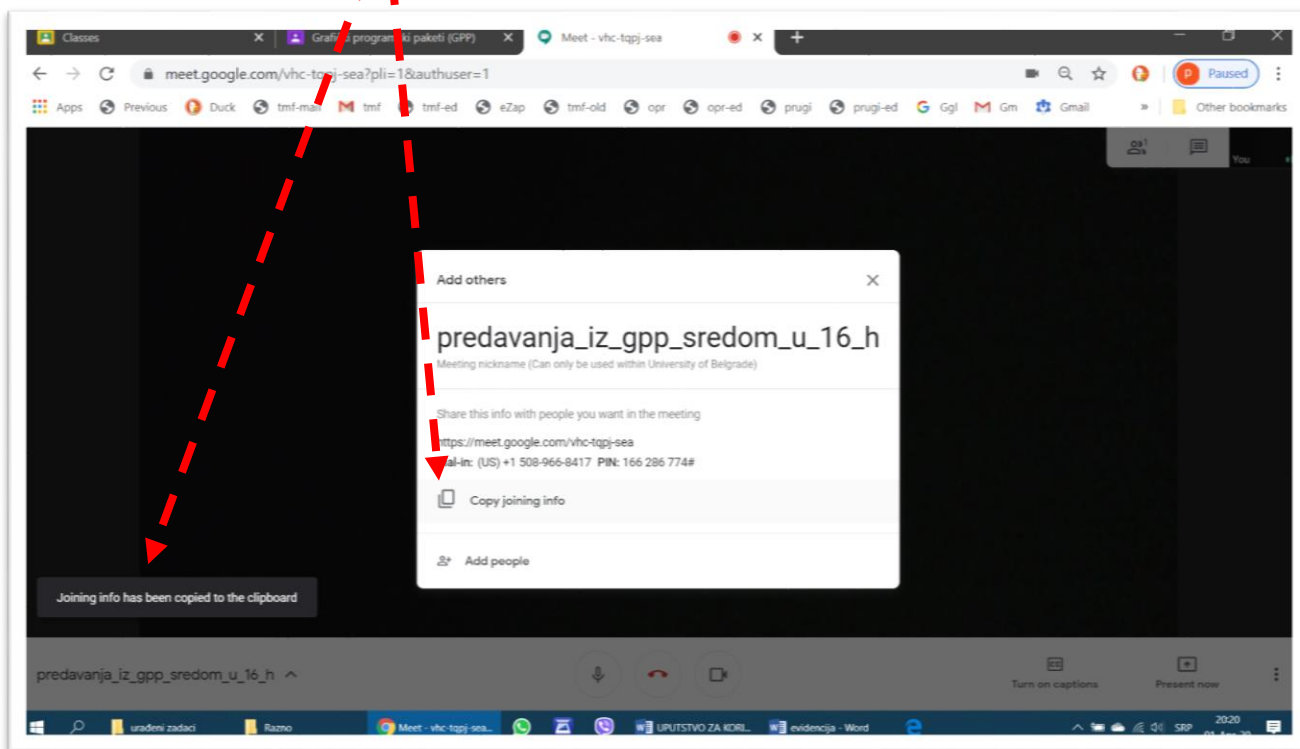 Classes
Grafi programski paketi (GPP)
Meet - vhc-tqpj-sea
meet.google.com/vhc-tqpj-sea?pli=1&authuser=1
Paused
Apps Previous Duck tmf-mail tmf tmf-ed eZap tmf-old opr opr-ed prugi prugi-ed Ggl Gm Gmail » Other bookmarks
1
You
Add others
predavanja_iz_gpp_sredom_u_16_h
Meeting nickname (Can only be used within University of Belgrade)
Share this info with people you want in the meeting
https://meet.google.com/vhc-tqpj-sea
(US) +1 508-966-8417 PIN: 166 286 774#
Copy joining info
Add people
Joining info has been copied to the clipboard
predavanja_iz_gpp_sredom_u_16_h
Turn on captions
Present now
urađeni zadaci
Razno
Meet - vhc-tqpj-sea...
UPUTSTVO ZA KORI...
evidencija - Word
SRP
20:20